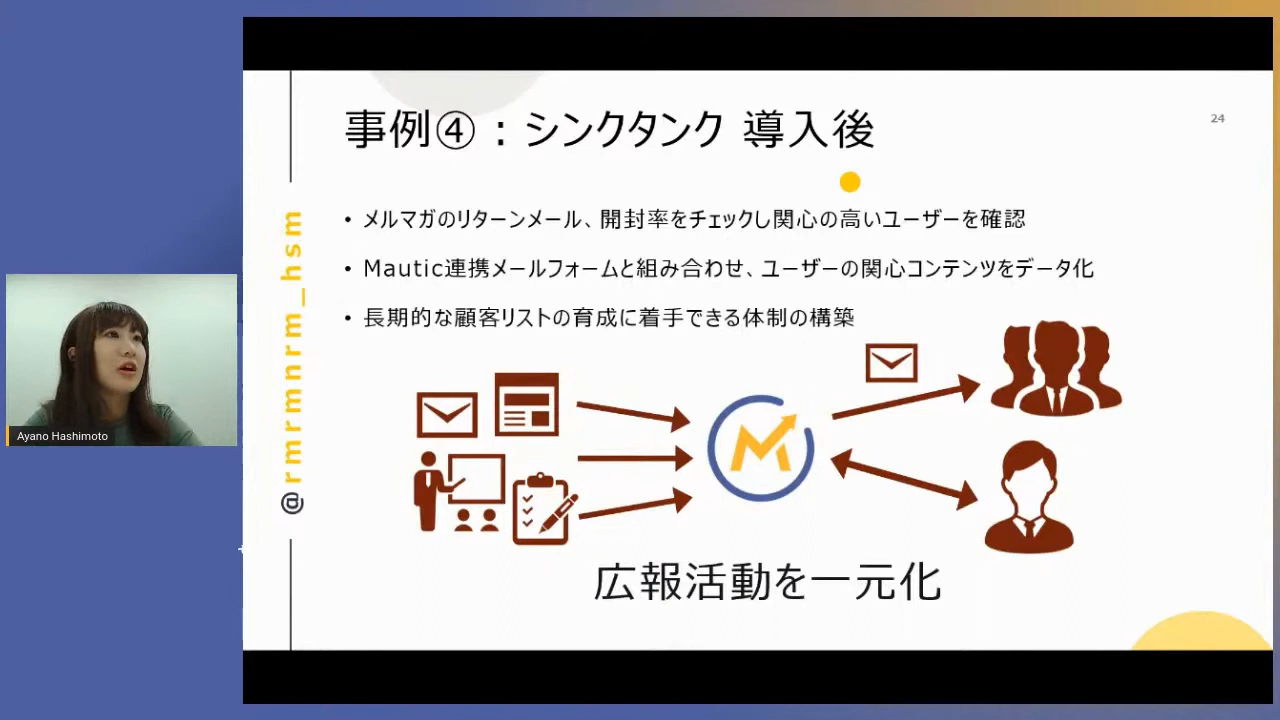 事例④：シンクタンク 導入後
24
• メルマガのリターンメール、開封率をチェックし関心の高いユーザーを確認
• Mautic連携メールフォームと組み合わせ、ユーザーの関心コンテンツをデータ化
• 長期的な顧客リストの育成に着手できる体制の構築
広報活動を一元化
@rmrmnrm_hsm
Ayano Hashimoto